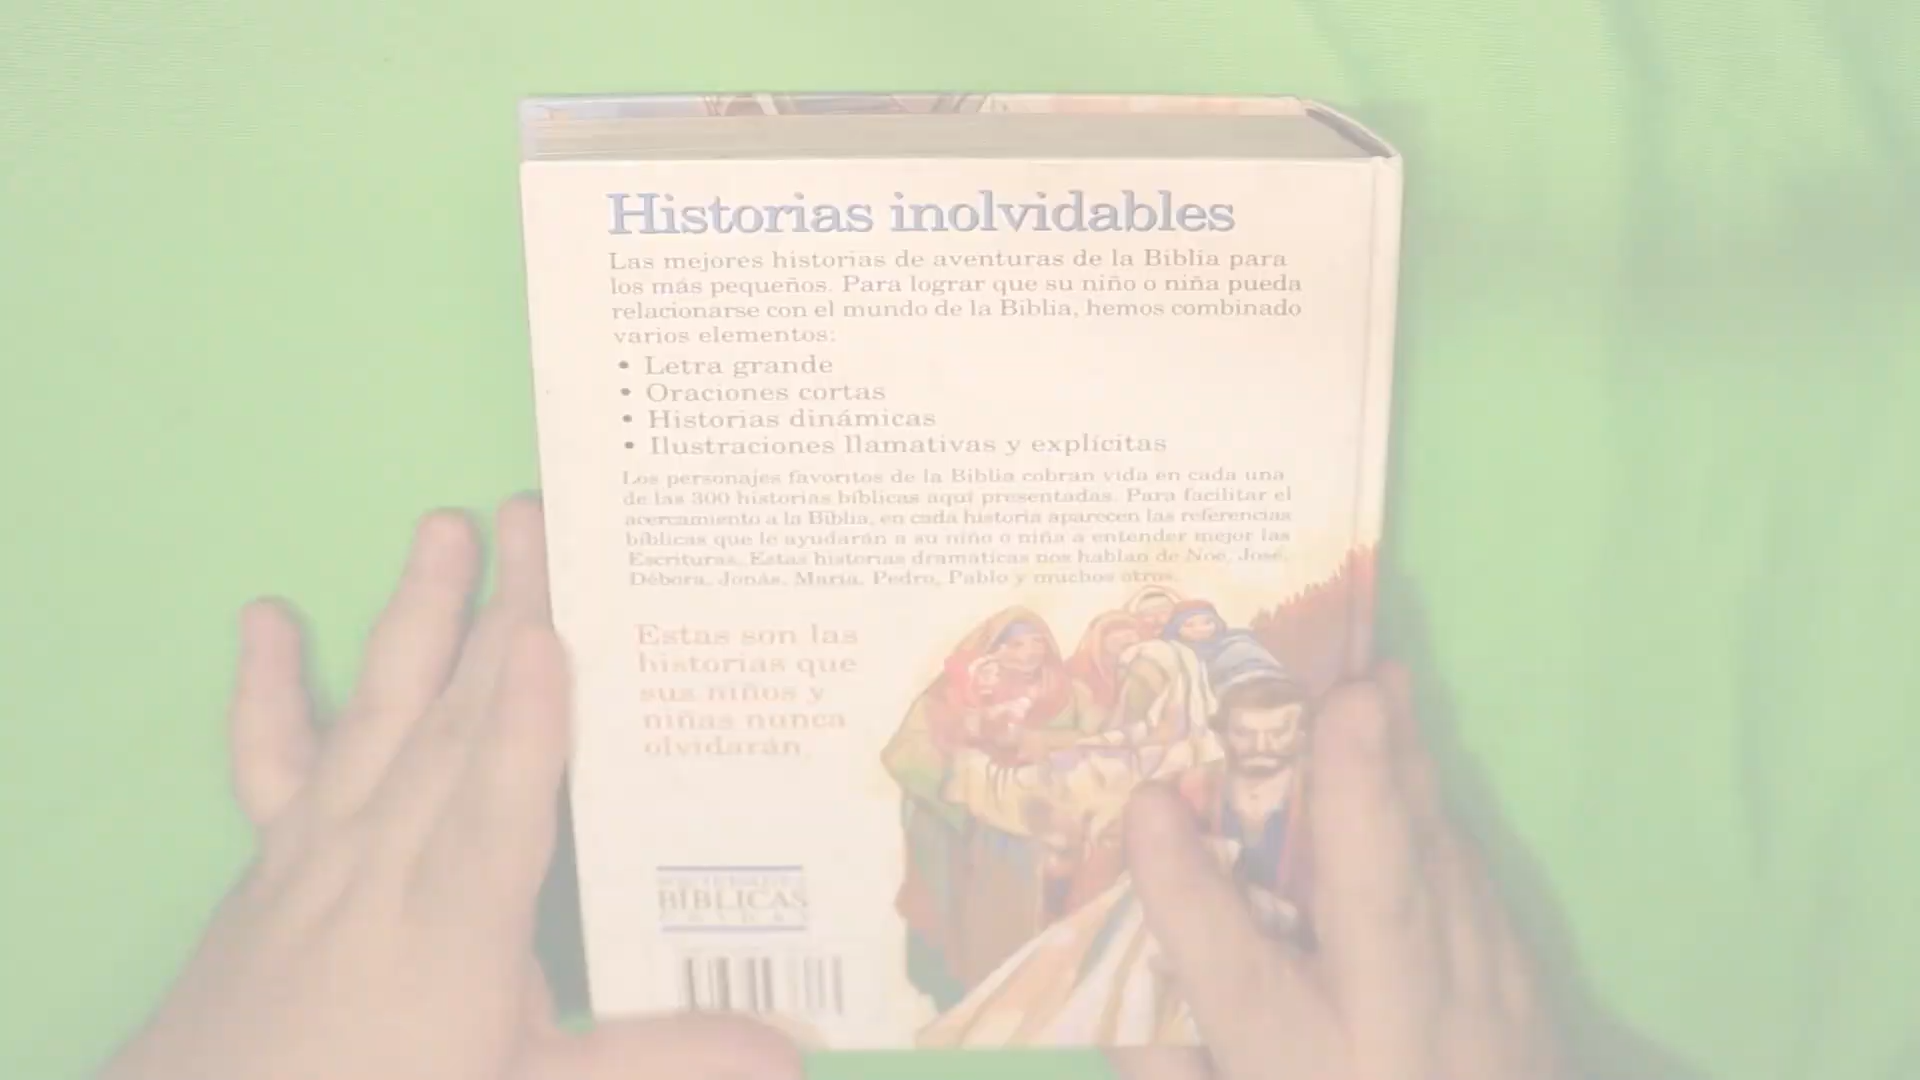 Historias inolvidables
Las mejores historias de aventuras de la Biblia para
los más pequeños. Para lograr que su niño o niña pueda
relacionarse con el mundo de la Biblia, hemos combinado
varios elementos:
• Letra grande
• Oraciones cortas
• Historias dinámicas
• Ilustraciones llamativas y explícitas
Los personajes favoritos de la Biblia cobran vida en cada una
de las 300 historias bíblicas aquí presentadas. Para facilitar el
acercamiento a la Biblia, en cada historia aparecen las referencias
bíblicas que le ayudarán a su niño o niña a entender mejor las
Escrituras. Estas historias dramáticas nos hablan de Noé, José,
Débora, Jonás, María, Pedro, Pablo y muchos otros.
Estas son las
historias que
sus niños y
niñas nunca
olvidarán.
BÍBLICAS